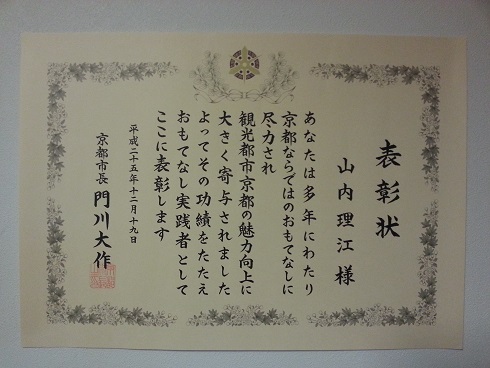 表彰状
山内理江 様
あなたは多年にわたり
京都ならではのおもてなしに
尽力され
観光都市京都の魅力向上に
大きく寄与されました
よってその功績をたたえ
おもてなし実践者として
ここに表彰します
平成二十五年十二月十九日
京都市長 門川大作